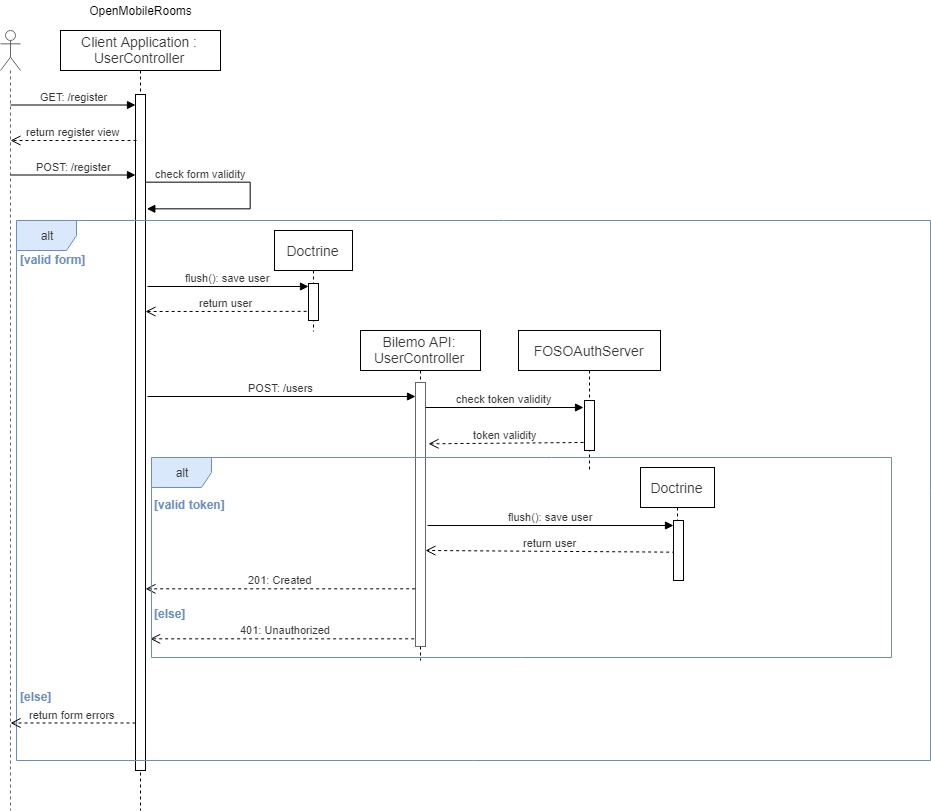 OpenMobileRooms
Client Application :
UserController
GET: /register
return register view
POST: /register
check form validity
alt
[valid form]
Doctrine
flush(): save user
return user
Bilemo API:
UserController
FOSOAuthServer
POST: /users
check token validity
token validity
alt
[valid token]
Doctrine
flush(): save user
return user
201: Created
[else]
401: Unauthorized
[else]
return form errors